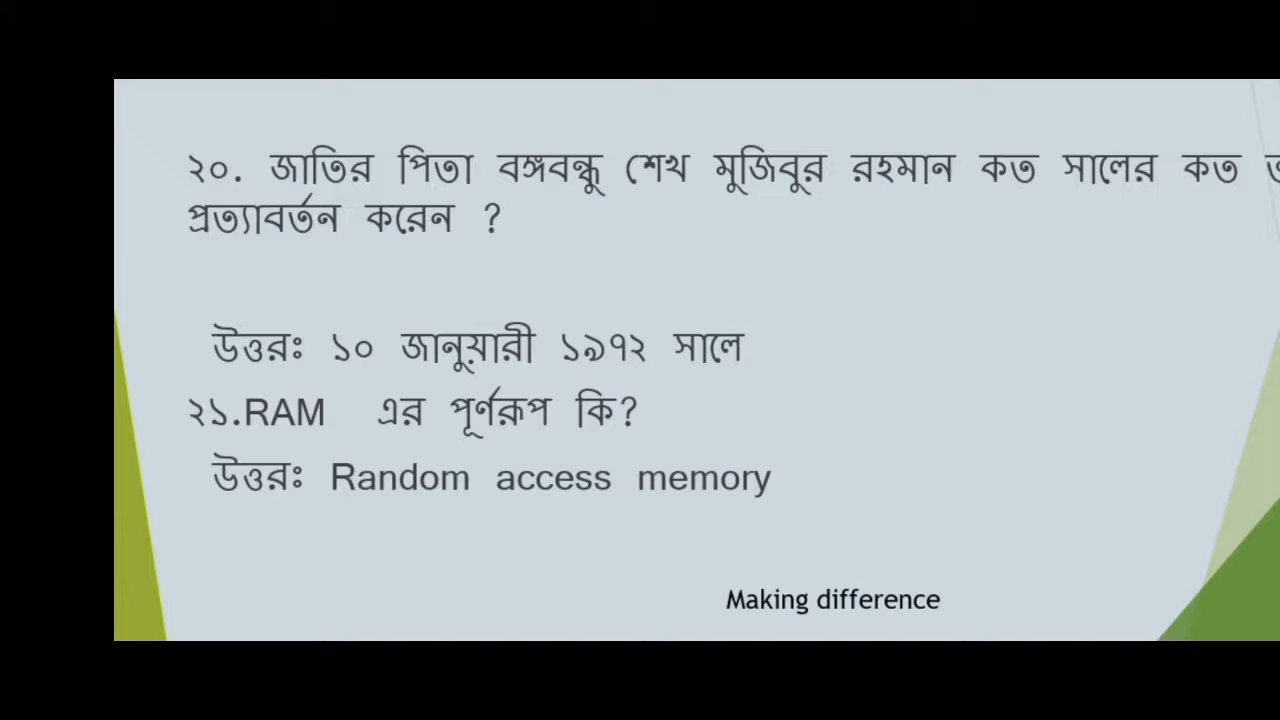 ২০. জাতির পিতা বঙ্গবন্ধু শেখ মুজিবুর রহমান কত সালের কত
প্রত্যাবর্তন করেন ?
উত্তরঃ ১০ জানুয়ারী ১৯৭২ সালে
২১.RAM এর পূর্ণরূপ কি?
উত্তরঃ Random access memory
Making difference